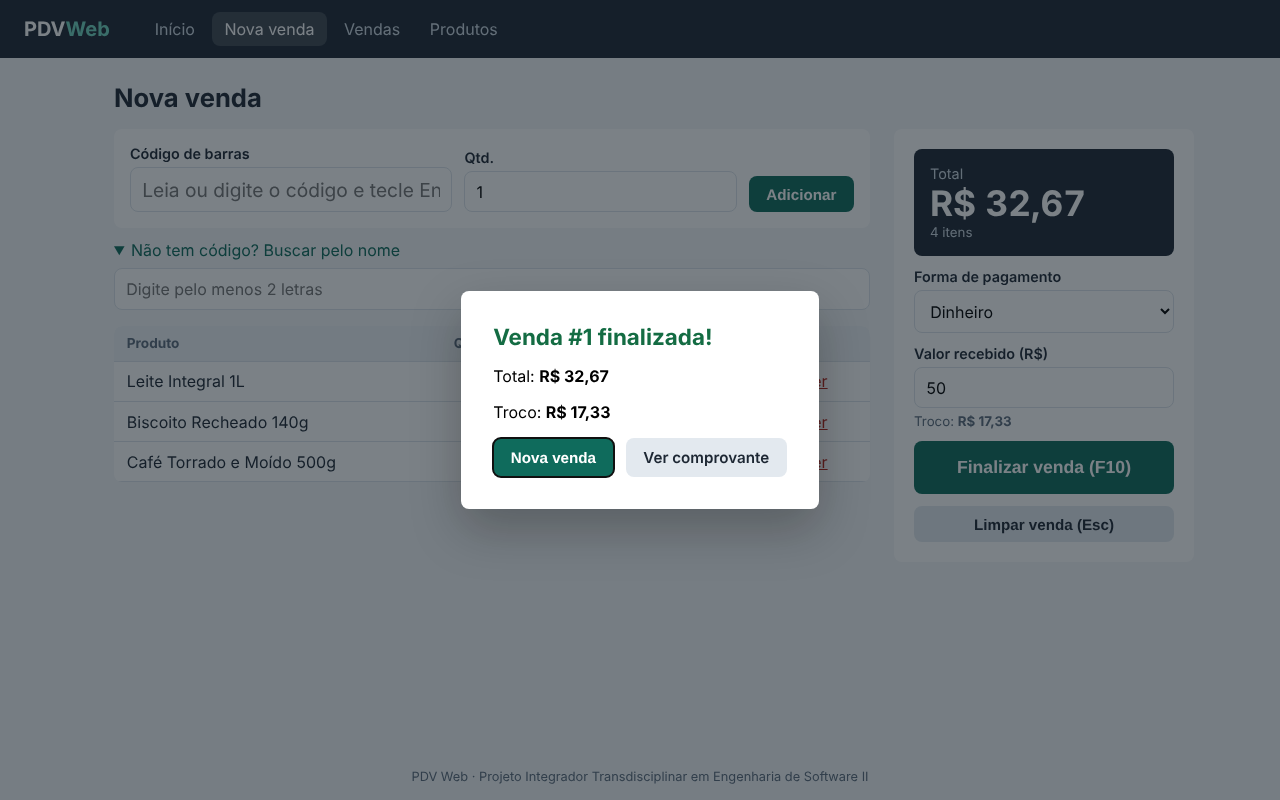 PDVWeb Início Nova venda Vendas Produtos
Nova venda
Código de barras
Qtd.
Leia ou digite o código e tecle En
1
Adicionar
▼ Não tem código? Buscar pelo nome
Digite pelo menos 2 letras
Produto
Leite Integral 1L
Biscoito Recheado 140g
Café Torrado e Moído 500g
Venda #1 finalizada!
Total: R$ 32,67
Troco: R$ 17,33
Nova venda Ver comprovante
Total
R$ 32,67
4 itens
Forma de pagamento
Dinheiro
Valor recebido (R$)
50
Troco: R$ 17,33
Finalizar venda (F10)
Limpar venda (Esc)
PDV Web · Projeto Integrador Transdisciplinar em Engenharia de Software II